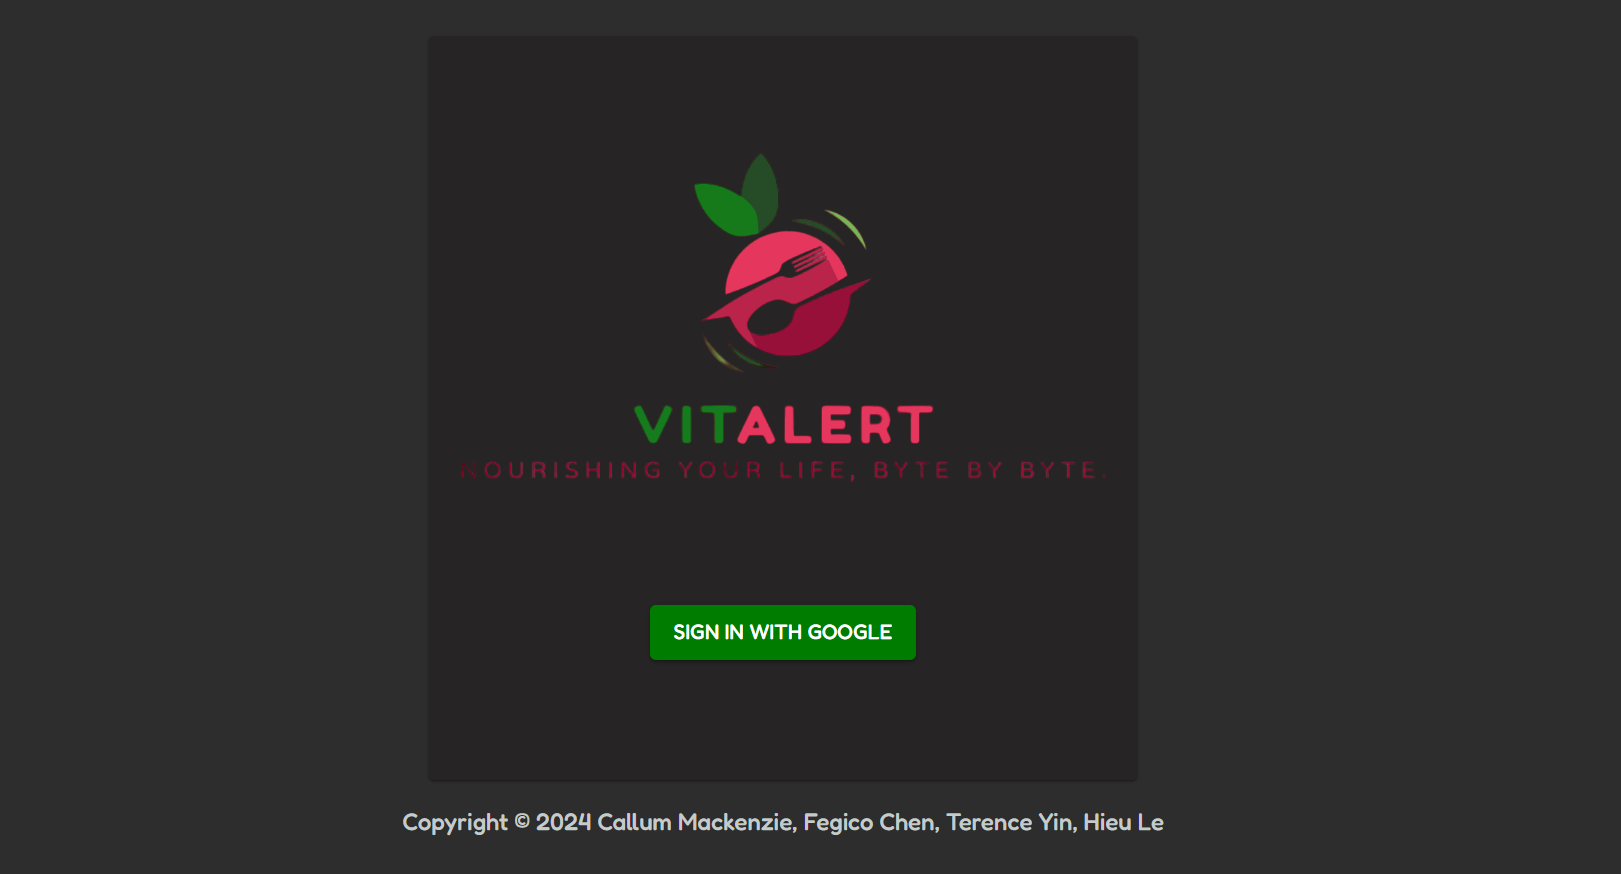 VITALERT
NOURISHING YOUR LIFE, BYTE BY BYTE.
SIGN IN WITH GOOGLE
Copyright © 2024 Callum Mackenzie, Fegico Chen, Terence Yin, Hieu Le